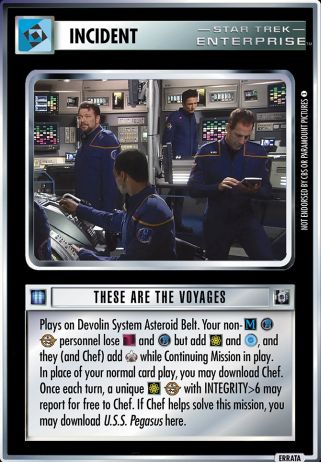 INCIDENT
STAR TREK
ENTERPRISE™
NOT ENDORSED BY CBS OR PARAMOUNT PICTURES
THESE ARE THE VOYAGES
Plays on Devolin System Asteroid Belt. Your non- M
personnel lose and but add and , and
they (and Chef) add while Continuing Mission in play.
In place of your normal card play, you may download Chef.
Once each turn, a unique with INTEGRITY>6 may
report for free to Chef. If Chef helps solve this mission, you
may download U.S.S. Pegasus here.
ERRATA